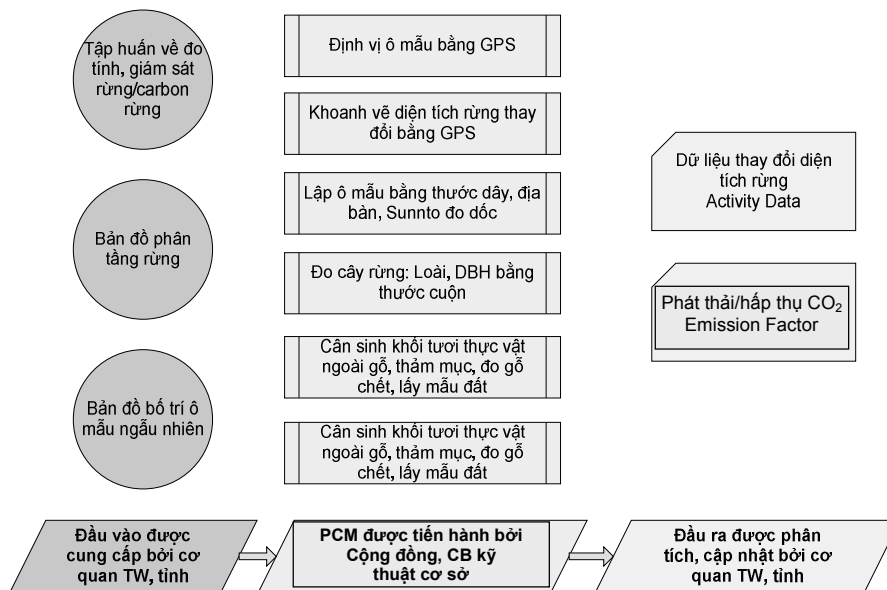 Tập huấn về đo
tính, giám sát
rừng/carbon
rừng
Bản đồ phân
tầng rừng
Bản đồ bố trí ô
mẫu ngẫu nhiên
Định vị ô mẫu bằng GPS
Khoanh vẽ diện tích rừng thay
đổi bằng GPS
Lập ô mẫu bằng thước dây, địa
bàn, Sunnto đo dốc
Đo cây rừng: Loài, DBH bằng
thước cuộn
Cân sinh khối tươi thực vật
ngoài gỗ, thảm mục, đo gỗ
chết, lấy mẫu đất
Cân sinh khối tươi thực vật
ngoài gỗ, thảm mục, đo gỗ
chết, lấy mẫu đất
Dữ liệu thay đổi diện
tích rừng
Activity Data
Phát thải/hấp thụ CO₂
Emission Factor
Đầu vào được
cung cấp bởi cơ
quan TW, tỉnh
PCM được tiến hành bởi
Cộng đồng, CB kỹ
thuật cơ sở
Đầu ra được phân
tích, cập nhật bởi cơ
quan TW, tỉnh